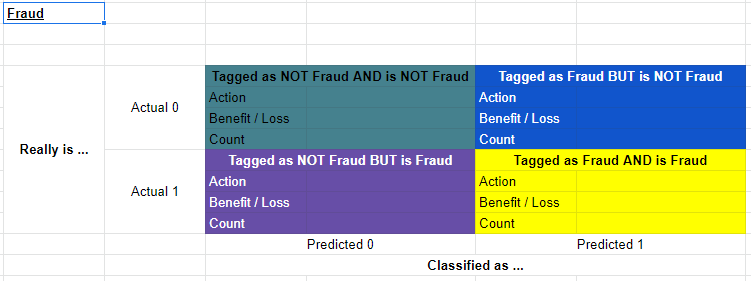 Fraud
Tagged as NOT Fraud AND is NOT Fraud
Tagged as Fraud BUT is NOT Fraud
Action
Action
Actual 0
Benefit / Loss
Benefit / Loss
Count
Count
Really is ...
Tagged as NOT Fraud BUT is Fraud
Tagged as Fraud AND is Fraud
Action
Action
Actual 1
Benefit / Loss
Benefit / Loss
Count
Count
Predicted 0
Predicted 1
Classified as ...